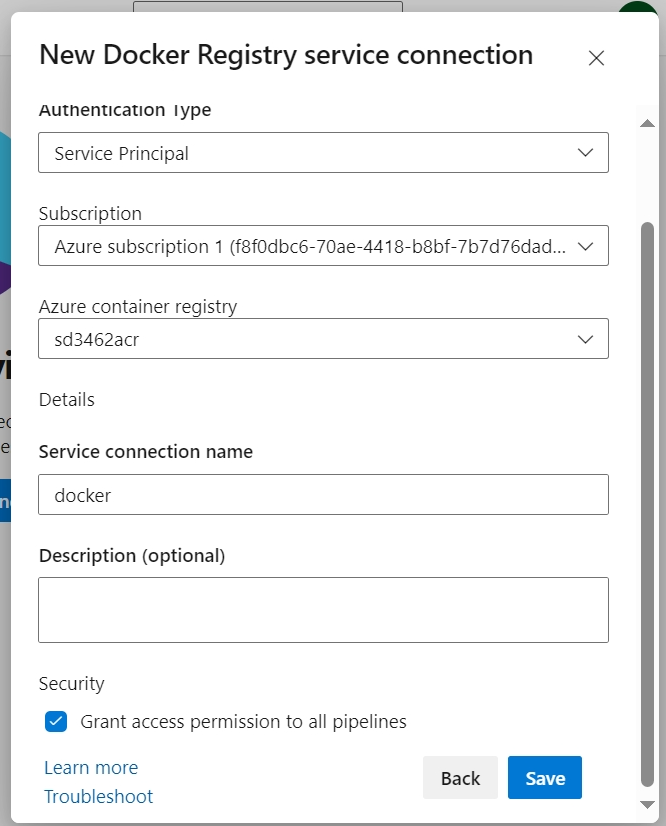 New Docker Registry service connection
Authentication Type
Service Principal
Subscription
Azure subscription 1 (f8f0dbc6-70ae-4418-b8bf-7b7d76dad...
Azure container registry
sd3462acr
Details
Service connection name
docker
Description (optional)
Security
Grant access permission to all pipelines
Learn more
Troubleshoot
Back
Save